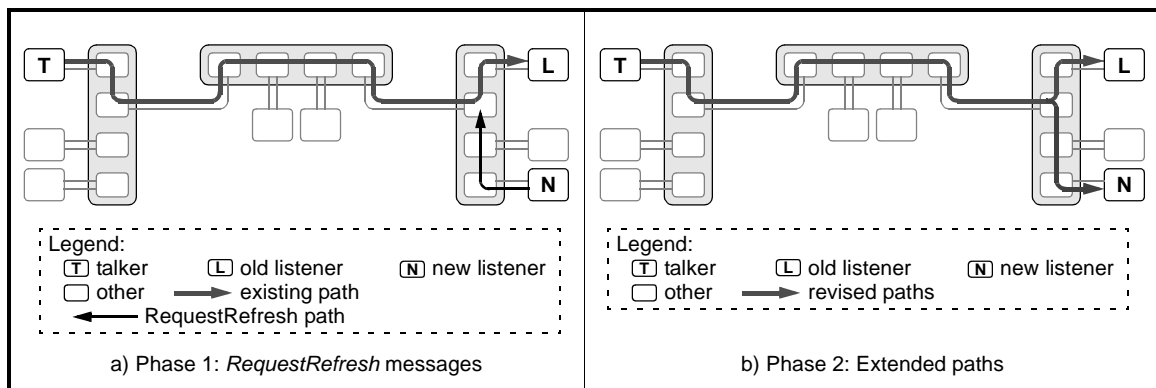 T
L
N
Legend:
T talker L old listener N new listener
other existing path
RequestRefresh path
a) Phase 1: RequestRefresh messages
T
L
N
Legend:
T talker L old listener N new listener
other revised paths
b) Phase 2: Extended paths